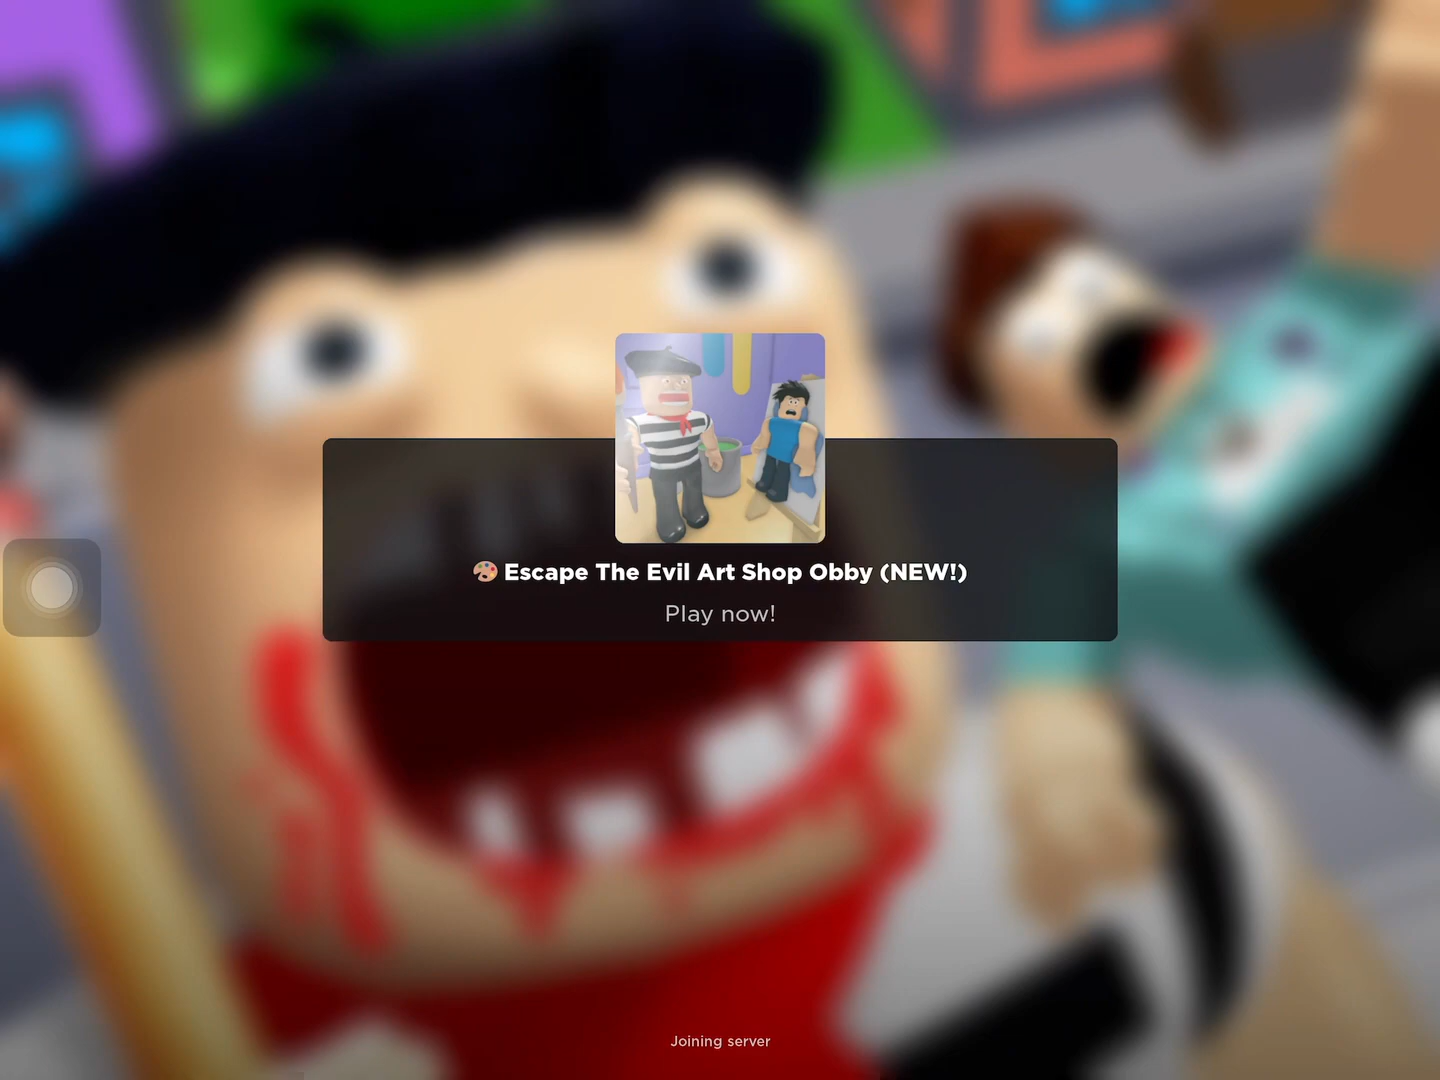 🎨 Escape The Evil Art Shop Obby (NEW!)
Play now!
Joining server